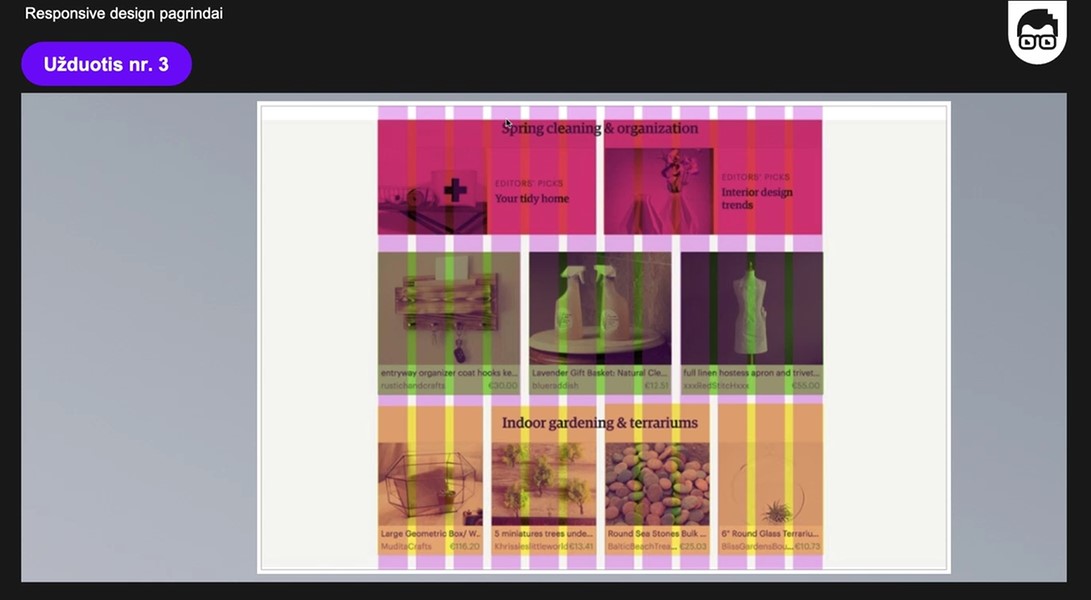 Responsive design pagrindai
Užduotis nr. 3
Spring cleaning & organization
EDITORS' PICKS
Your tidy home
EDITORS' PICKS
Interior design
trends
entryway organizer coat hooks ke...
rustichandcrafts €30.00
Lavender Gift Basket: Natural Cle...
blueraddish €12.51
full linen hostess apron and trivet...
xxxRedStitcHxxx €55.00
Indoor gardening & terrariums
Large Geometric Box/ W...
MuditaCrafts €116.20
5 miniatures trees unde...
Khrissieslittleworld €13.41
Round Sea Stones Bulk ...
BalticBeachTrea... €25.03
6" Round Glass Terrariu...
BlissGardensBou... €10.73